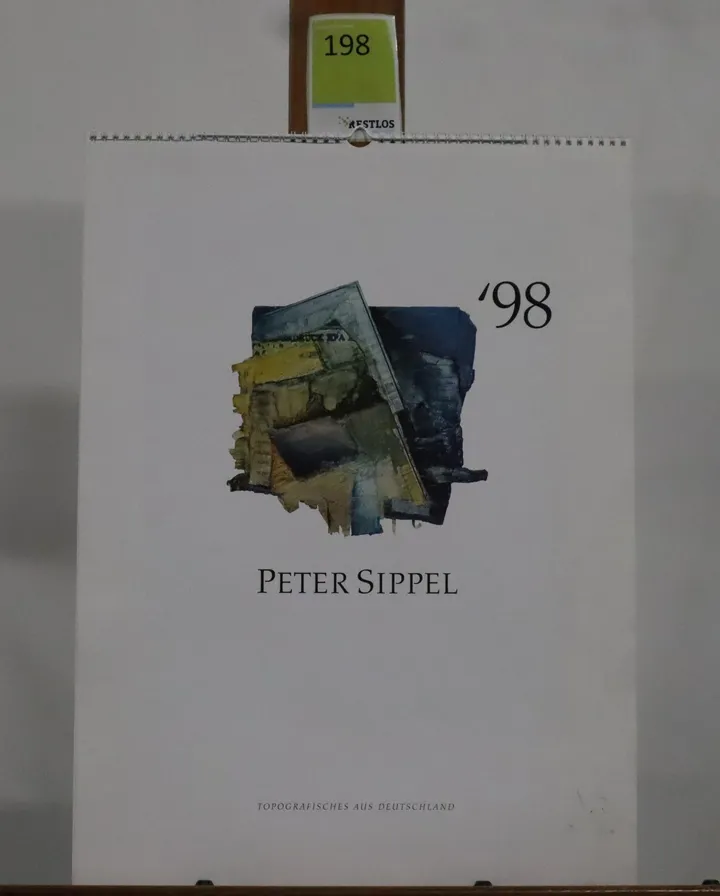 198
RESTLOS
'98
PETER SIPPEL
TOPOGRAFISCHES AUS DEUTSCHLAND